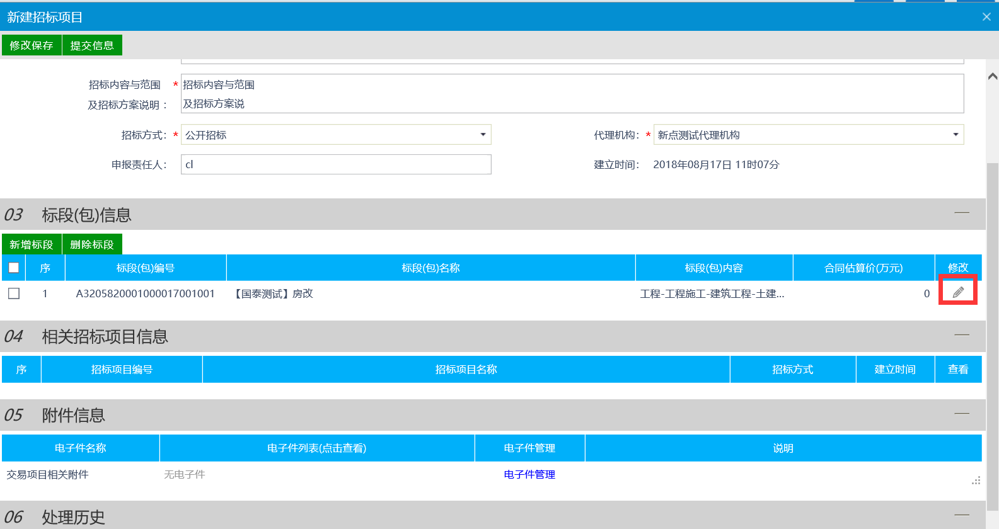 新建招标项目
修改保存 提交信息
招标内容与范围 * 招标内容与范围
及招标方案说明： 及招标方案说
招标方式：* 公开招标 代理机构：* 新点测试代理机构
申报责任人： cl 建立时间： 2018年08月17日 11时07分
03 标段(包)信息
新增标段 删除标段
序 标段(包)编号 标段(包)名称 标段(包)内容 合同估算价(万元) 修改
1 A3205820001000017001001 【国泰测试】房改 工程-工程施工-建筑工程-土建... 0
04 相关招标项目信息
序 招标项目编号 招标项目名称 招标方式 建立时间 查看
05 附件信息
电子件名称 电子件列表(点击查看) 电子件管理 说明
交易项目相关附件 无电子件 电子件管理
06 处理历史